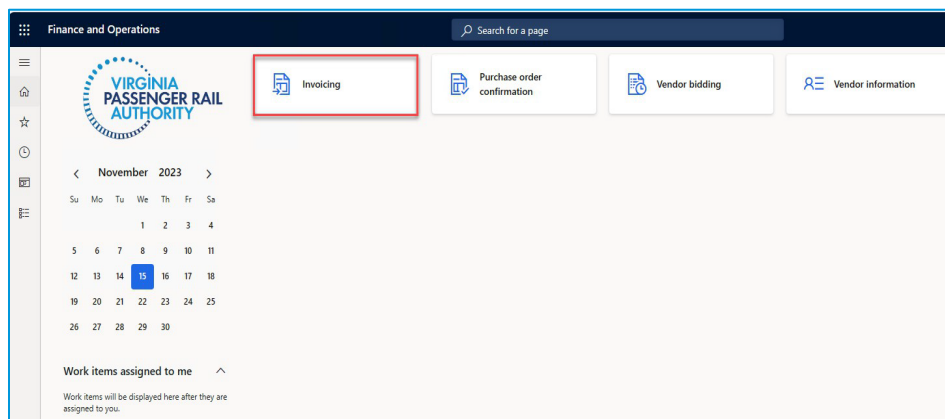 Finance and Operations
Search for a page
VIRGINIA
PASSENGER RAIL
AUTHORITY
Invoicing
Purchase order
confirmation
Vendor bidding
Vendor information
November 2023
Su Mo Tu We Th Fr Sa
1 2 3 4
5 6 7 8 9 10 11
12 13 14 15 16 17 18
19 20 21 22 23 24 25
26 27 28 29 30
Work items assigned to me
Work items will be displayed here after they are
assigned to you.